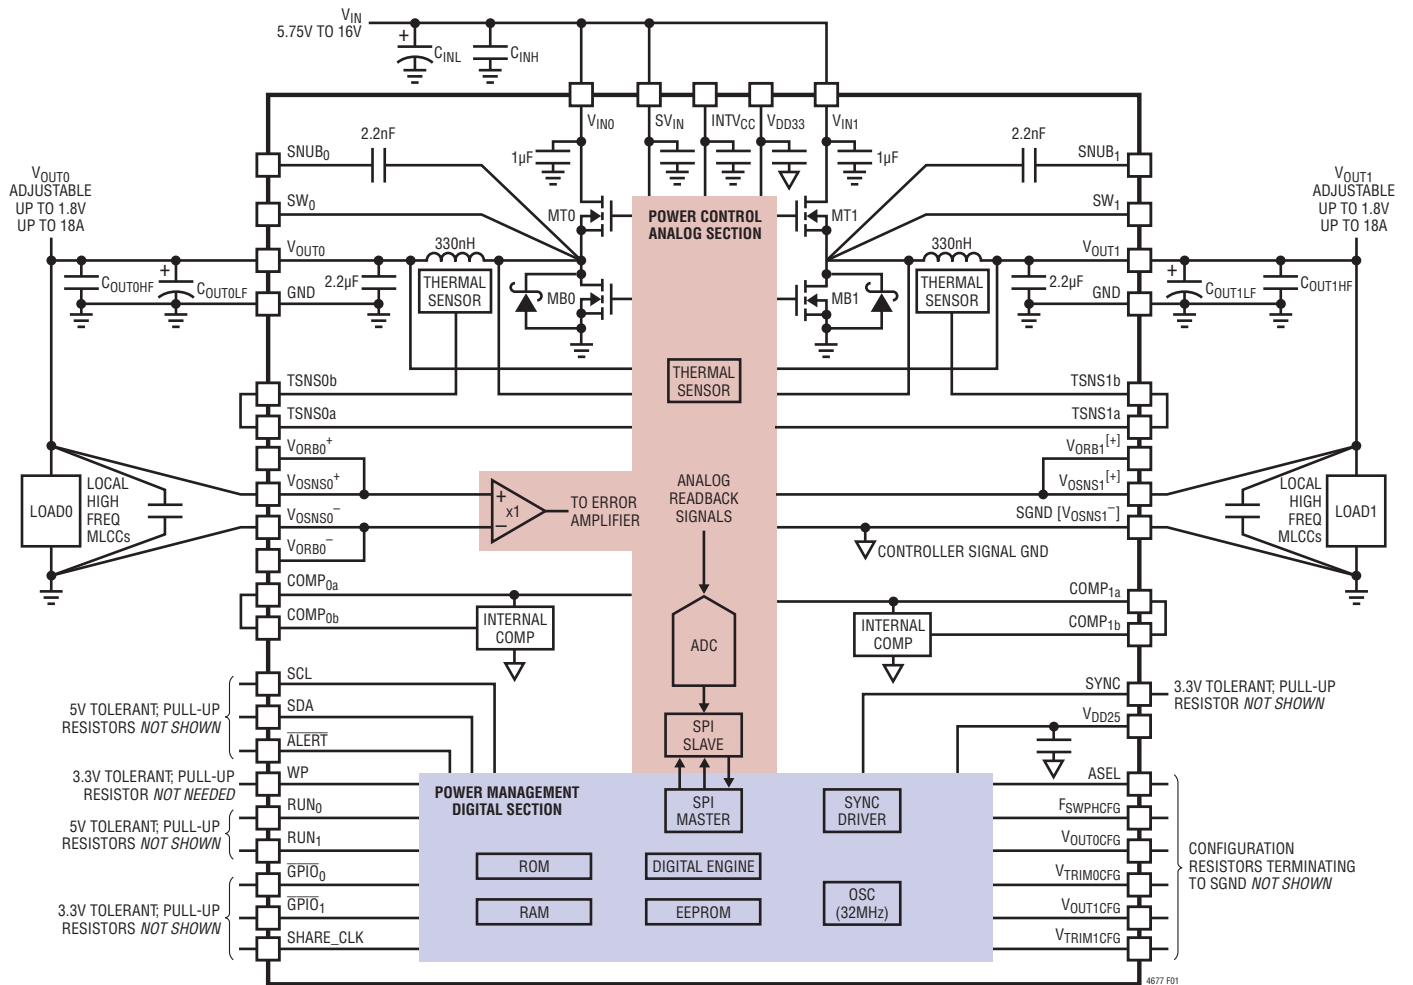 VIN
5.75V TO 16V
+
CINL
CINH
VIN0
SVIN
INTVCC
VDD33
VIN1
2.2nF
2.2nF
SNUB0
1µF
1µF
SNUB1
VOUT0
ADJUSTABLE
UP TO 1.8V
UP TO 18A
VOUT1
ADJUSTABLE
UP TO 1.8V
UP TO 18A
SW0
MT0
POWER CONTROL
ANALOG SECTION
MT1
SW1
VOUT0
330nH
330nH
VOUT1
COUT0HF
+
COUT0LF
GND
2.2µF
THERMAL
SENSOR
MB0
MB1
THERMAL
SENSOR
2.2µF
GND
+
COUT1LF
COUT1HF
THERMAL
SENSOR
TSNS0b
TSNS1b
TSNS0a
TSNS1a
VORB0+
VORB1[+]
LOAD0
LOCAL
HIGH
FREQ
MLCCs
VOSNS0+
VOSNS0−
VORB0−
+
−
x1
TO ERROR
AMPLIFIER
ANALOG
READBACK
SIGNALS
VOSNS1[+]
SGND [VOSNS1−]
CONTROLLER SIGNAL GND
LOCAL
HIGH
FREQ
MLCCs
LOAD1
COMP0a
COMP0b
INTERNAL
COMP
ADC
INTERNAL
COMP
COMP1a
COMP1b
5V TOLERANT; PULL-UP
RESISTORS NOT SHOWN
SCL
SDA
ALERT
SPI
SLAVE
SYNC
3.3V TOLERANT; PULL-UP
RESISTOR NOT SHOWN
VDD25
3.3V TOLERANT; PULL-UP
RESISTOR NOT NEEDED
WP
5V TOLERANT; PULL-UP
RESISTORS NOT SHOWN
RUN0
RUN1
3.3V TOLERANT; PULL-UP
RESISTORS NOT SHOWN
GPIO0
GPIO1
SHARE_CLK
POWER MANAGEMENT
DIGITAL SECTION
SPI
MASTER
SYNC
DRIVER
ROM
DIGITAL ENGINE
RAM
EEPROM
OSC
(32MHz)
ASEL
FSWPHCFG
VOUT0CFG
VTRIM0CFG
VOUT1CFG
VTRIM1CFG
CONFIGURATION
RESISTORS TERMINATING
TO SGND NOT SHOWN
4677 F01